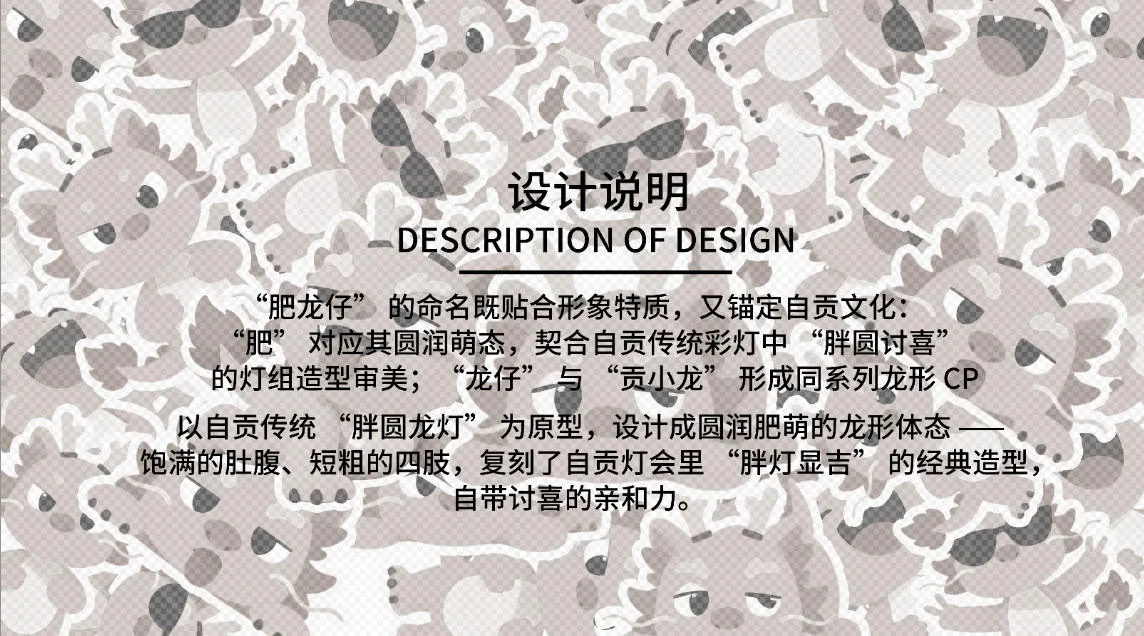 设计说明
DESCRIPTION OF DESIGN
“肥龙仔” 的命名既贴合形象特质，又锚定自贡文化：
“肥” 对应其圆润萌态，契合自贡传统彩灯中 “胖圆讨喜”
的灯组造型审美；“龙仔” 与 “贡小龙” 形成同系列龙形 CP
以自贡传统 “胖圆龙灯” 为原型，设计成圆润肥萌的龙形体态 ——
饱满的肚腹、短粗的四肢，复刻了自贡灯会里 “胖灯显吉” 的经典造型，
自带讨喜的亲和力。